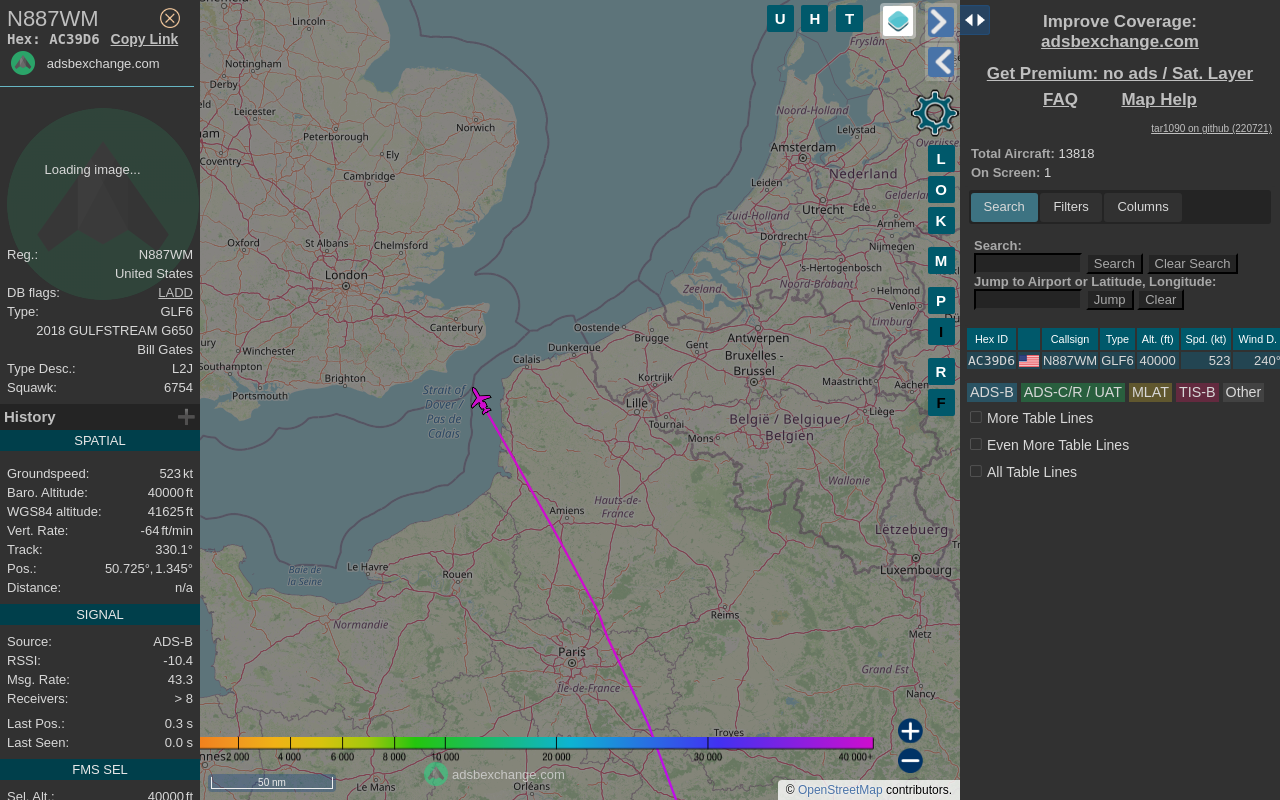 N887WM
Hex: AC39D6 Copy Link
adsbexchange.com
Loading image...
Reg.: N887WM
United States
DB flags: LADD
Type: GLF6
2018 GULFSTREAM G650
Bill Gates
Type Desc.: L2J
Squawk: 6754
History
SPATIAL
Groundspeed: 523 kt
Baro. Altitude: 40000 ft
WGS84 altitude: 41625 ft
Vert. Rate: -64 ft/min
Track: 330.1°
Pos.: 50.725°, 1.345°
Distance: n/a
SIGNAL
Source: ADS-B
RSSI: -10.4
Msg. Rate: 43.3
Receivers: > 8
Last Pos.: 0.3 s
Last Seen: 0.0 s
FMS SEL
Sel. Alt.: 40000 ft
U H T
L
O
K
M
P
I
R
F
Lincoln
Nottingham
Derby
Leicester
Peterborough
Norwich
Ely
Coventry
Cambridge
Oxford
St Albans
Chelmsford
London
Canterbury
Winchester
Southampton
Brighton
Portsmouth
Strait of
Dover /
Pas de
Calais
Calais
Dunkerque
Oostende
Brugge
Gent
Antwerpen
Bruxelles -
Brussel
Kortrijk
Lille
Tournai
Mons
Maastricht
Aachen
Liège
België / Belgique /
Belgien
Wallonie
Fryslân
Noord-Holland
Lelystad
Amsterdam
Overijssel
Nederland
Leiden
Utrecht
Ede
Gelderland
Zuid-Holland
Arnhem
Dordrecht
Nijmegen
's-Hertogenbosch
Noord-Brabant
Zeeland
Helmond
Venlo
Limburg
Hauts-de-
France
Amiens
Lëtzebuerg
Luxembourg
Baie de
la Seine
Le Havre
Rouen
Normandie
Reims
Metz
Paris
Île-de-France
Grand Est
Nancy
Troyes
Le Mans
Orléans
2 000 4 000 6 000 8 000 10 000 20 000 30 000 40 000+
50 nm
adsbexchange.com
© OpenStreetMap contributors.
Improve Coverage:
adsbexchange.com
Get Premium: no ads / Sat. Layer
FAQ Map Help
tar1090 on github (220721)
Total Aircraft: 13818
On Screen: 1
Search Filters Columns
Search:
Search Clear Search
Jump to Airport or Latitude, Longitude:
Jump Clear
Hex ID Callsign Type Alt. (ft) Spd. (kt) Wind D.
AC39D6 N887WM GLF6 40000 523 240°
ADS-B ADS-C/R / UAT MLAT TIS-B Other
More Table Lines
Even More Table Lines
All Table Lines